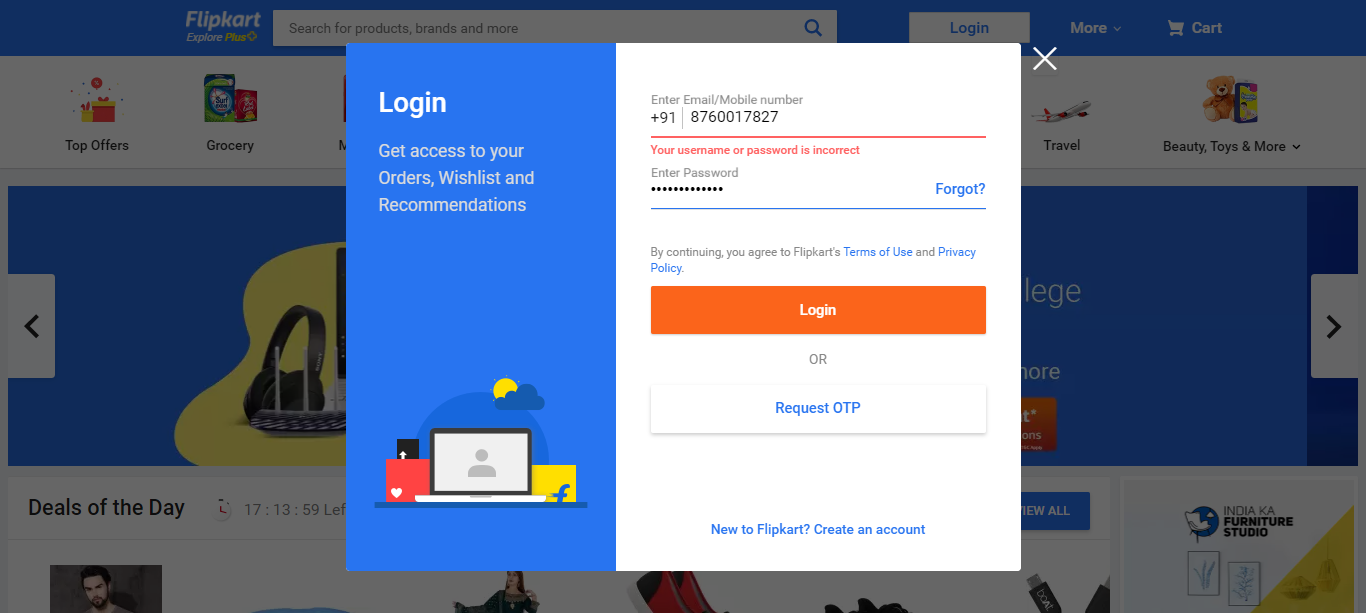 Flipkart
Explore Plus
Search for products, brands and more
Login
More
Cart
Top Offers
Grocery
M
Travel
Beauty, Toys & More
Login
Get access to your
Orders, Wishlist and
Recommendations
Enter Email/Mobile number
+91 8760017827
Your username or password is incorrect
Enter Password
Forgot?
By continuing, you agree to Flipkart's Terms of Use and Privacy
Policy.
Login
OR
Request OTP
New to Flipkart? Create an account
Deals of the Day
17 : 13 : 59 Lef
IEW ALL
INDIA KA
FURNITURE
STUDIO
SONY
boAt